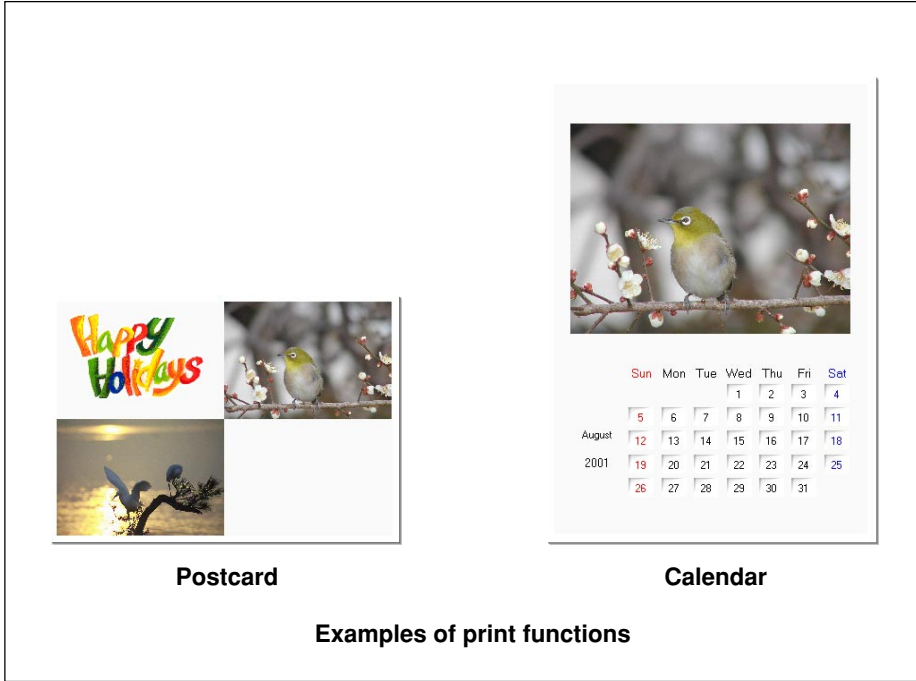 Happy
Holidays
Sun Mon Tue Wed Thu Fri Sat
1 2 3 4
5 6 7 8 9 10 11
August
12 13 14 15 16 17 18
2001
19 20 21 22 23 24 25
26 27 28 29 30 31
Postcard
Calendar
Examples of print functions